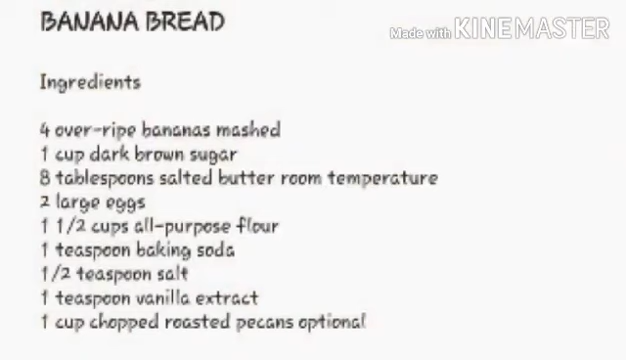 BANANA BREAD
Made with KINEMASTER
Ingredients
4 over-ripe bananas mashed
1 cup dark brown sugar
8 tablespoons salted butter room temperature
2 large eggs
1 1/2 cups all-purpose flour
1 teaspoon baking soda
1/2 teaspoon salt
1 teaspoon vanilla extract
1 cup chopped roasted pecans optional